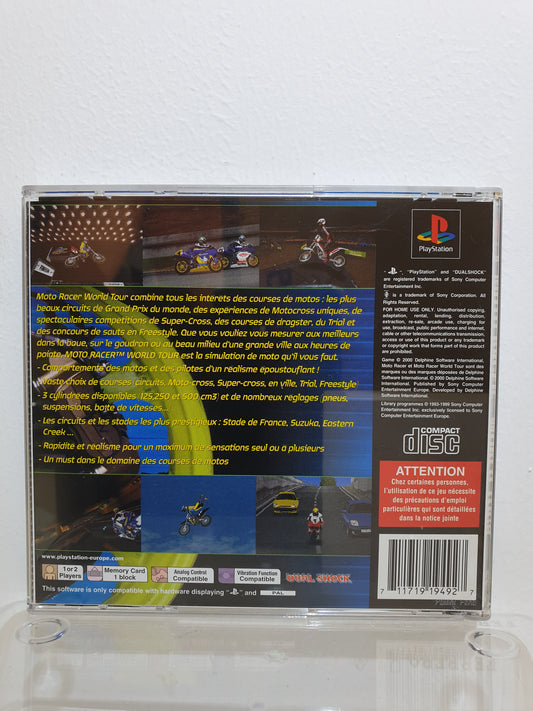 Moto Racer World Tour combine tous les interets des courses de motos : les plus
beaux circuits de Grand Prix du monde, des expériences de Motocross uniques, de
spectaculaires competitions de Super-Cross, des courses de dragster, du Trial et
des concours de sauts en Freestyle. Que vous vouliez vous mesurer aux meilleurs
dans la boue, sur le goudron ou au beau milieu d'une grande ville aux heures de
pointe, MOTO RACER™ WORLD TOUR est la simulation de moto qu'il vous faut.
- Comportements des motos et des pilotes d'un réalisme époustouflant !
- Vaste choix de courses: circuits, Moto-cross, Super-cross, en ville, Trial, Freestyle
- 3 cylindrees disponibles (125,250 et 500 cm3) et de nombreux réglages (pneus,
suspensions, boite de vitesses...
- Les circuits et les stades les plus prestigieux : Stade de France, Suzuka, Eastern
Creek ...
- Rapidite et realisme pour un maximum de sensations seul ou a plusieurs
- Un must dans le domaine des courses de motos
www.playstation-europe.com
1 or 2
Players
Memory Card
1 block
Analog Control
Compatible
Vibration Function
Compatible
DUAL SHOCK
This software is only compatible with hardware displaying "" and PAL
PlayStation
- "", "PlayStation" and "DUALSHOCK"
are registered trademarks of Sony Computer
Entertainment Inc.
is a trademark of Sony Corporation. All
Rights Reserved.
FOR HOME USE ONLY. Unauthorised copying,
adaptation, rental, lending, distribution,
extraction, re-sale, arcade use, charging for
use, broadcast, public performance and internet,
cable or other telecommunications transmission,
access or use of this product or any trademark
or copyright work that forms part of this product
are prohibited.
Game © 2000 Delphine Software International.
Moto Racer et Moto Racer World Tour sont des
marques ou des marques déposées de Delphine
Software International. © 2000 Delphine Software
International. Published by Sony Computer
Entertainment Europe. Developed by Delphine
Software International.
Library programmes © 1993-1999 Sony Computer
Entertainment Inc. exclusively licensed to Sony
Computer Entertainment Europe.
COMPACT
disc
ATTENTION
Chez certaines personnes,
l'utilisation de ce jeu nécessite
des précautions d'emploi
particulières qui sont détaillées
dans la notice jointe
7 11719 19492 7